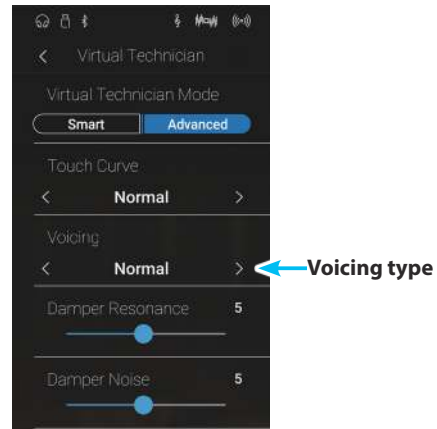 Virtual Technician
Virtual Technician Mode
Smart Advanced
Touch Curve
Normal
Voicing
Normal
Voicing type
Damper Resonance 5
Damper Noise 5